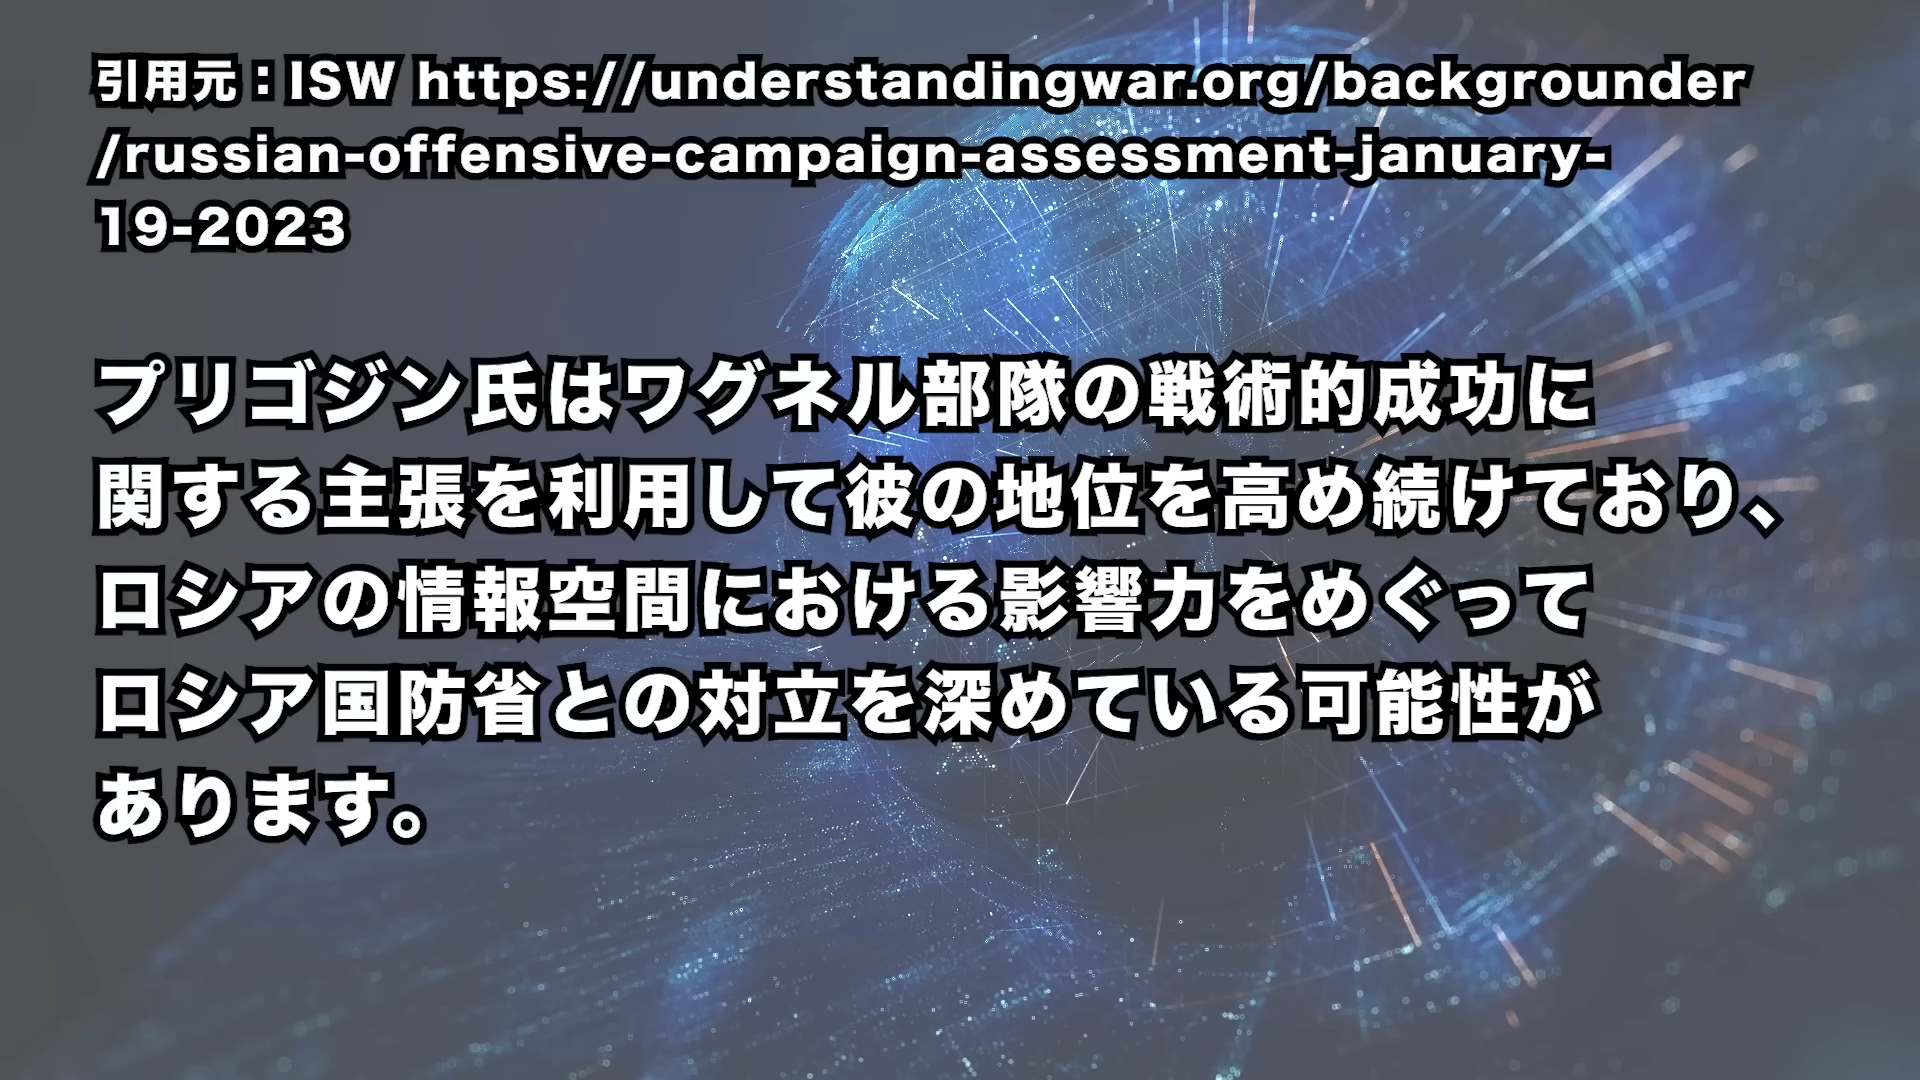 引用元：ISW https://understandingwar.org/backgrounder
/russian-offensive-campaign-assessment-january-
19-2023
プリゴジン氏はワグネル部隊の戦術的成功に
関する主張を利用して彼の地位を高め続けており、
ロシアの情報空間における影響力をめぐって
ロシア国防省との対立を深めている可能性が
あります。